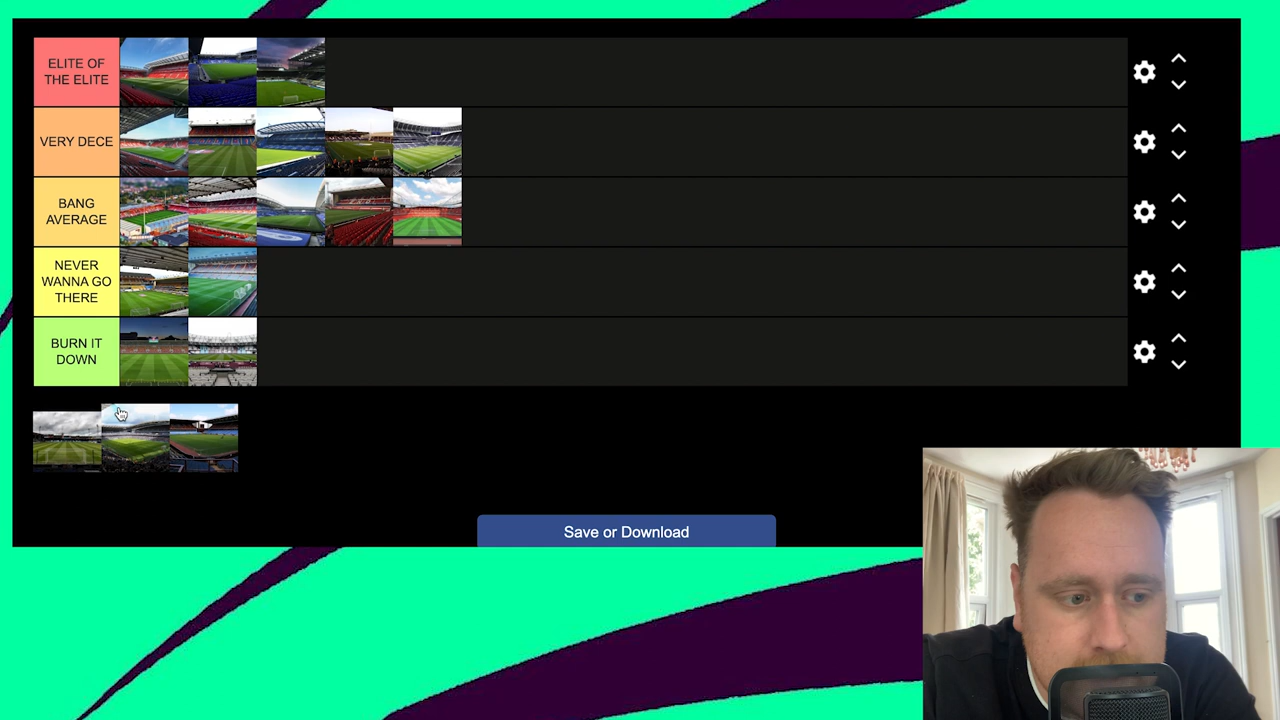 ELITE OF
THE ELITE
VERY DECE
BANG
AVERAGE
NEVER
WANNA GO
THERE
BURN IT
DOWN
Save or Download